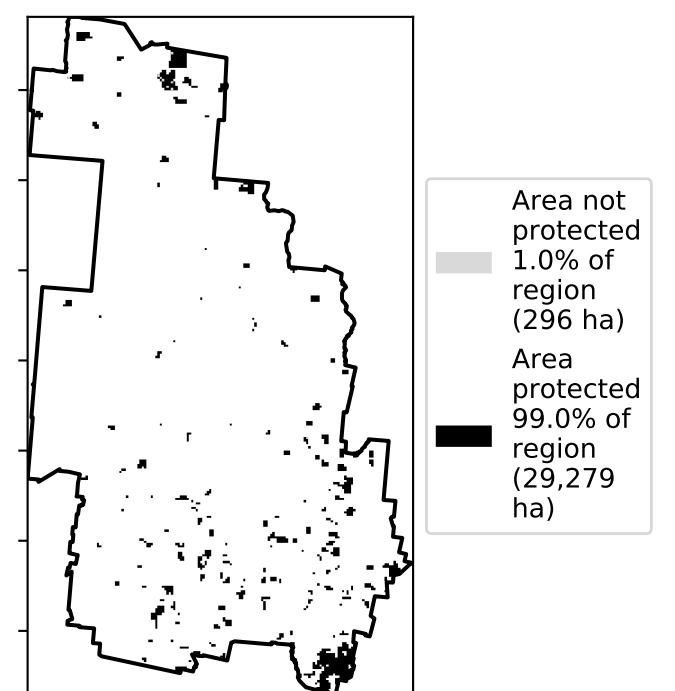 Area not
protected
1.0% of
region
(296 ha)
Area
protected
99.0% of
region
(29,279
ha)